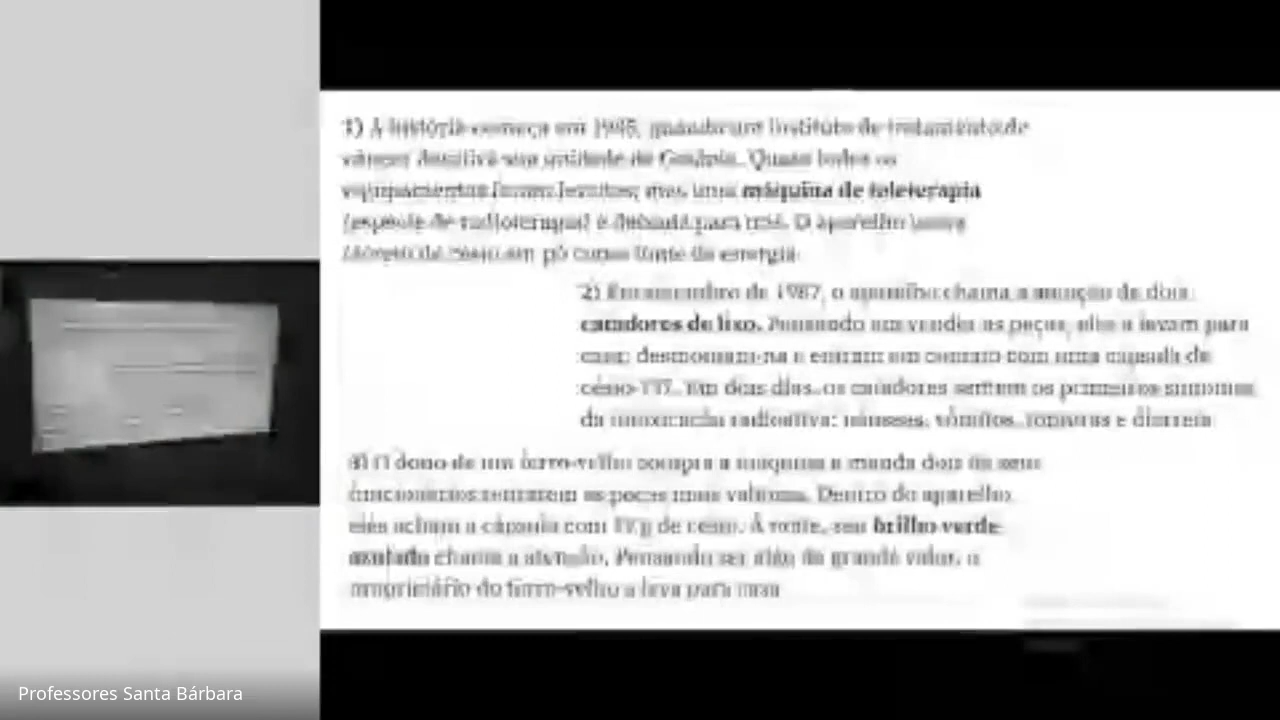 1) A história começa em 1985, quando um instituto de tratamento de
câncer desativa sua unidade de Goiânia. Quase todos os
equipamentos foram levados, mas uma máquina de teleterapia
(espécie de radioterapia) é deixada para trás. O aparelho usava
de césio em pó como fonte de energia.
2) Em setembro de 1987, o aparelho chama a atenção de dois
catadores de lixo. Pensando em vender as peças, eles a levam para
casa, desmontam-na e entram em contato com uma cápsula de
césio-137. Em dois dias, os catadores sentem os primeiros sintomas
da intoxicação radioativa: náuseas, vômitos, tonturas e diarreia
3) O dono de um ferro-velho compra a máquina e manda dois de seus
funcionários retirarem as peças mais valiosas. Dentro do aparelho,
eles acham a cápsula com de césio. À noite, seu brilho verde-
azulado chama a atenção. Pensando ser algo de grande valor, o
proprietário do ferro-velho a leva para casa
Professores Santa Bárbara